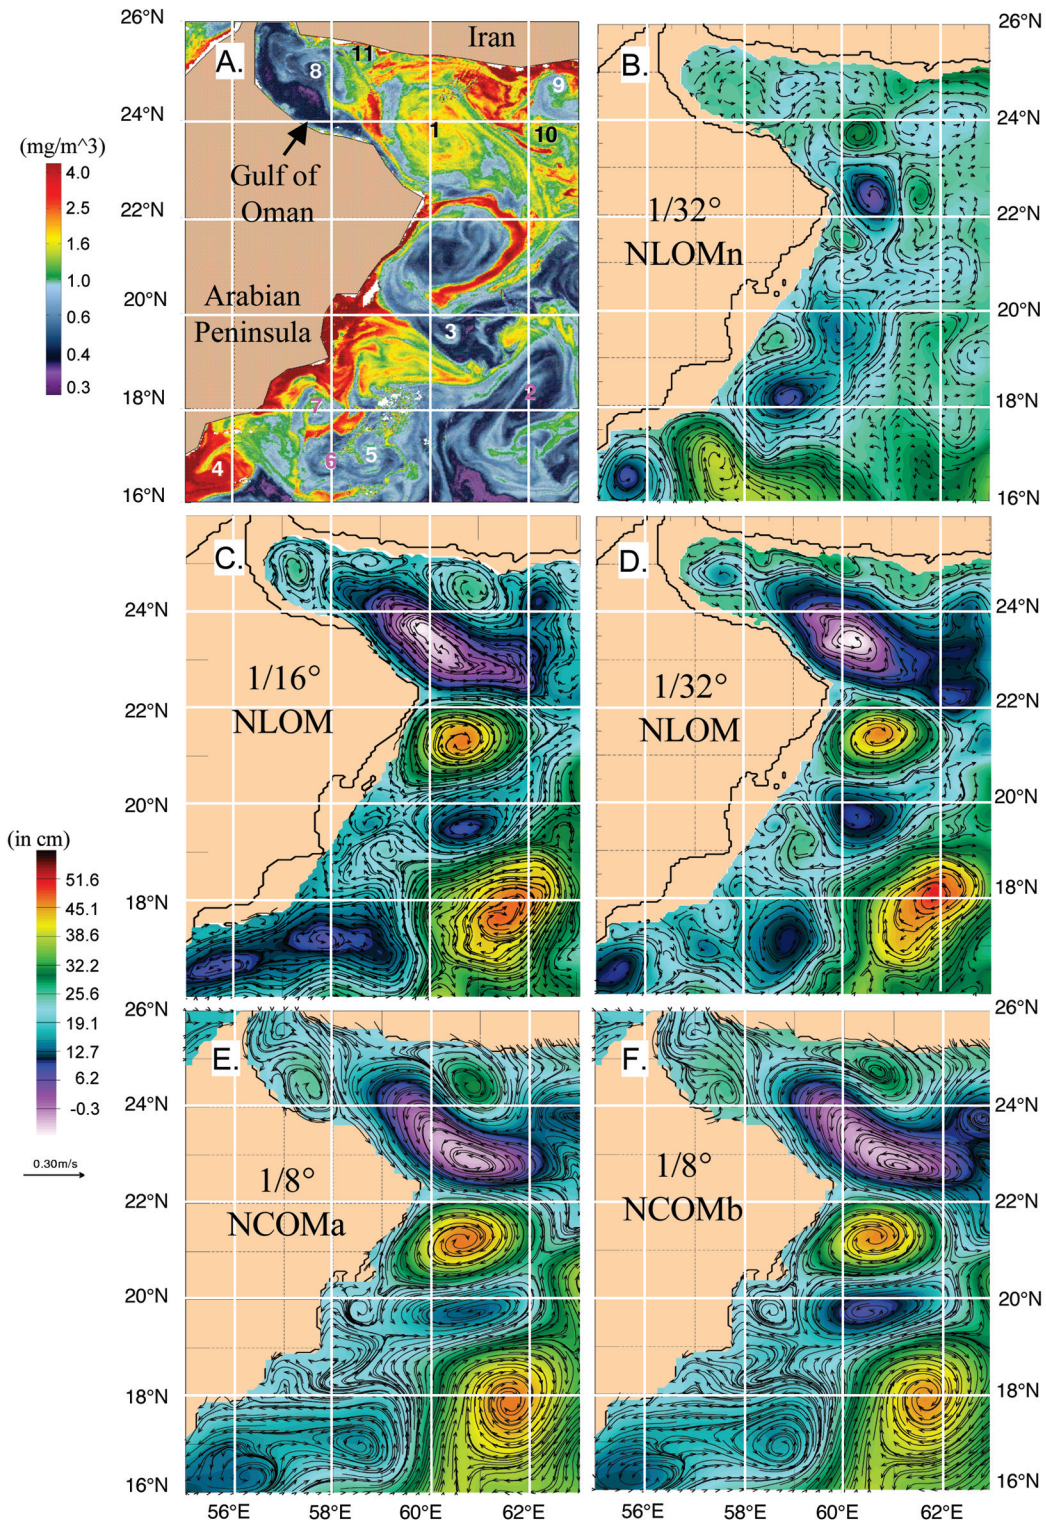 26°N
24°N
22°N
20°N
18°N
16°N
A.
Iran
11
8
9
1
10
Gulf of
Oman
Arabian
Peninsula
3
2
7
6
5
4
(mg/m^3)
4.0
2.5
1.6
1.0
0.6
0.4
0.3
B.
1/32°
NLOMn
26°N
24°N
22°N
20°N
18°N
16°N
24°N
22°N
20°N
18°N
C.
1/16°
NLOM
D.
1/32°
NLOM
24°N
22°N
20°N
18°N
(in cm)
51.6
45.1
38.6
32.2
25.6
19.1
12.7
6.2
-0.3
0.30m/s
26°N
24°N
22°N
20°N
18°N
16°N
E.
1/8°
NCOMa
F.
1/8°
NCOMb
26°N
24°N
22°N
20°N
18°N
16°N
56°E
58°E
60°E
62°E
56°E
58°E
60°E
62°E